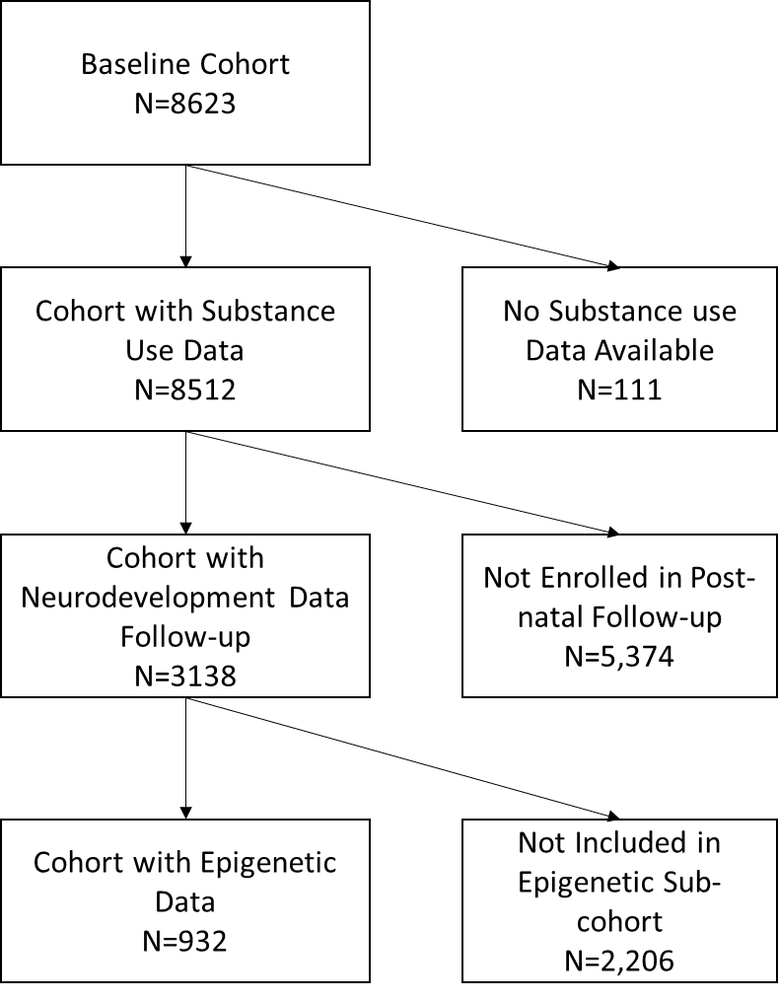 Baseline Cohort
N=8623
Cohort with Substance
Use Data
N=8512
No Substance use
Data Available
N=111
Cohort with
Neurodevelopment Data
Follow-up
N=3138
Not Enrolled in Post-
natal Follow-up
N=5,374
Cohort with Epigenetic
Data
N=932
Not Included in
Epigenetic Sub-
cohort
N=2,206